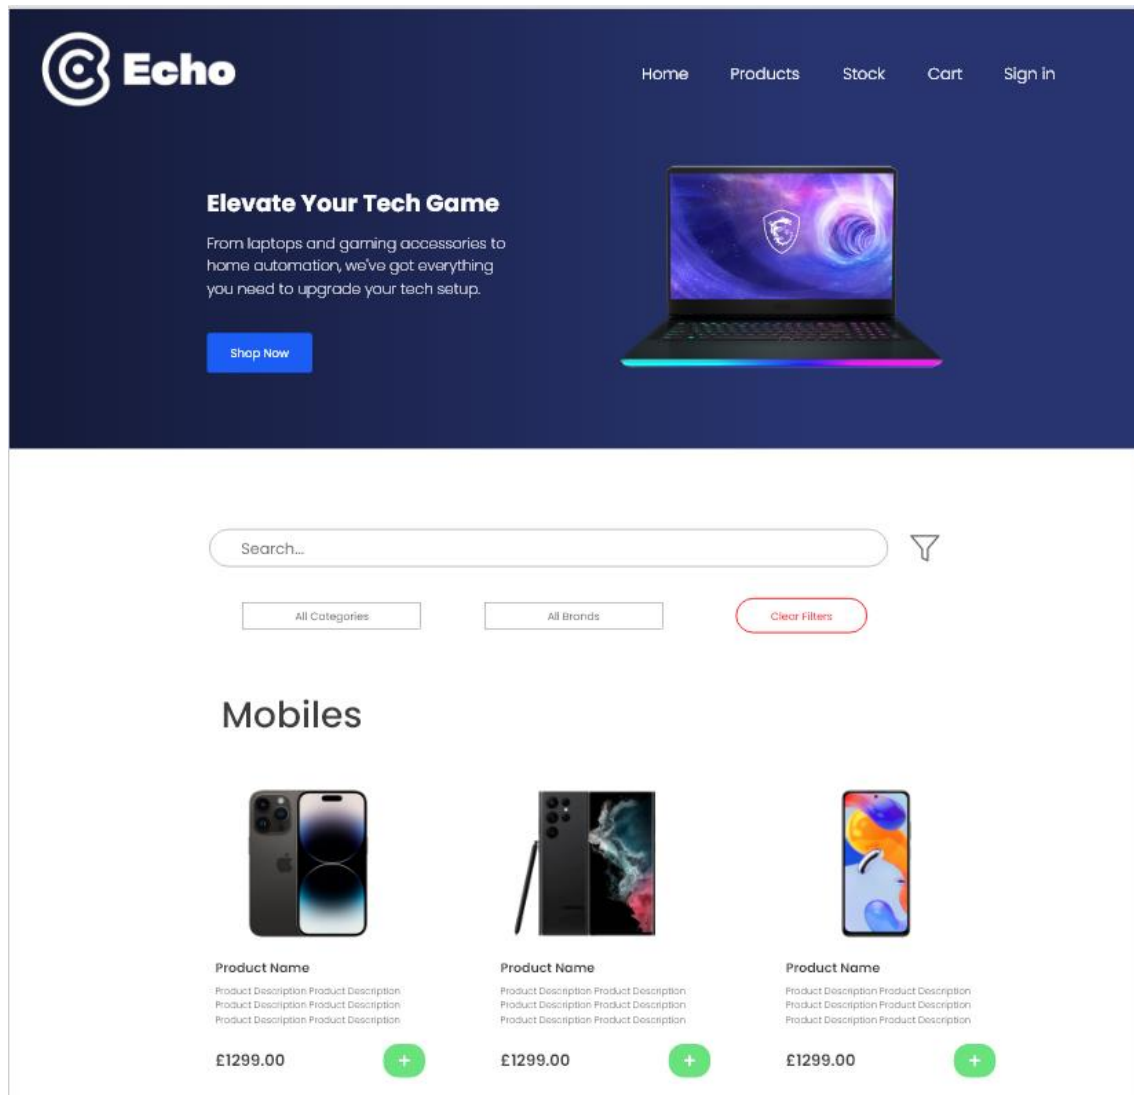 Echo
Home Products Stock Cart Sign in
Elevate Your Tech Game
From laptops and gaming accessories to
home automation, we've got everything
you need to upgrade your tech setup.
Shop Now
Search...
All Categories All Brands Clear Filters
Mobiles
Product Name
Product Description Product Description
Product Description Product Description
Product Description Product Description
£1299.00 +
Product Name
Product Description Product Description
Product Description Product Description
Product Description Product Description
£1299.00 +
Product Name
Product Description Product Description
Product Description Product Description
Product Description Product Description
£1299.00 +